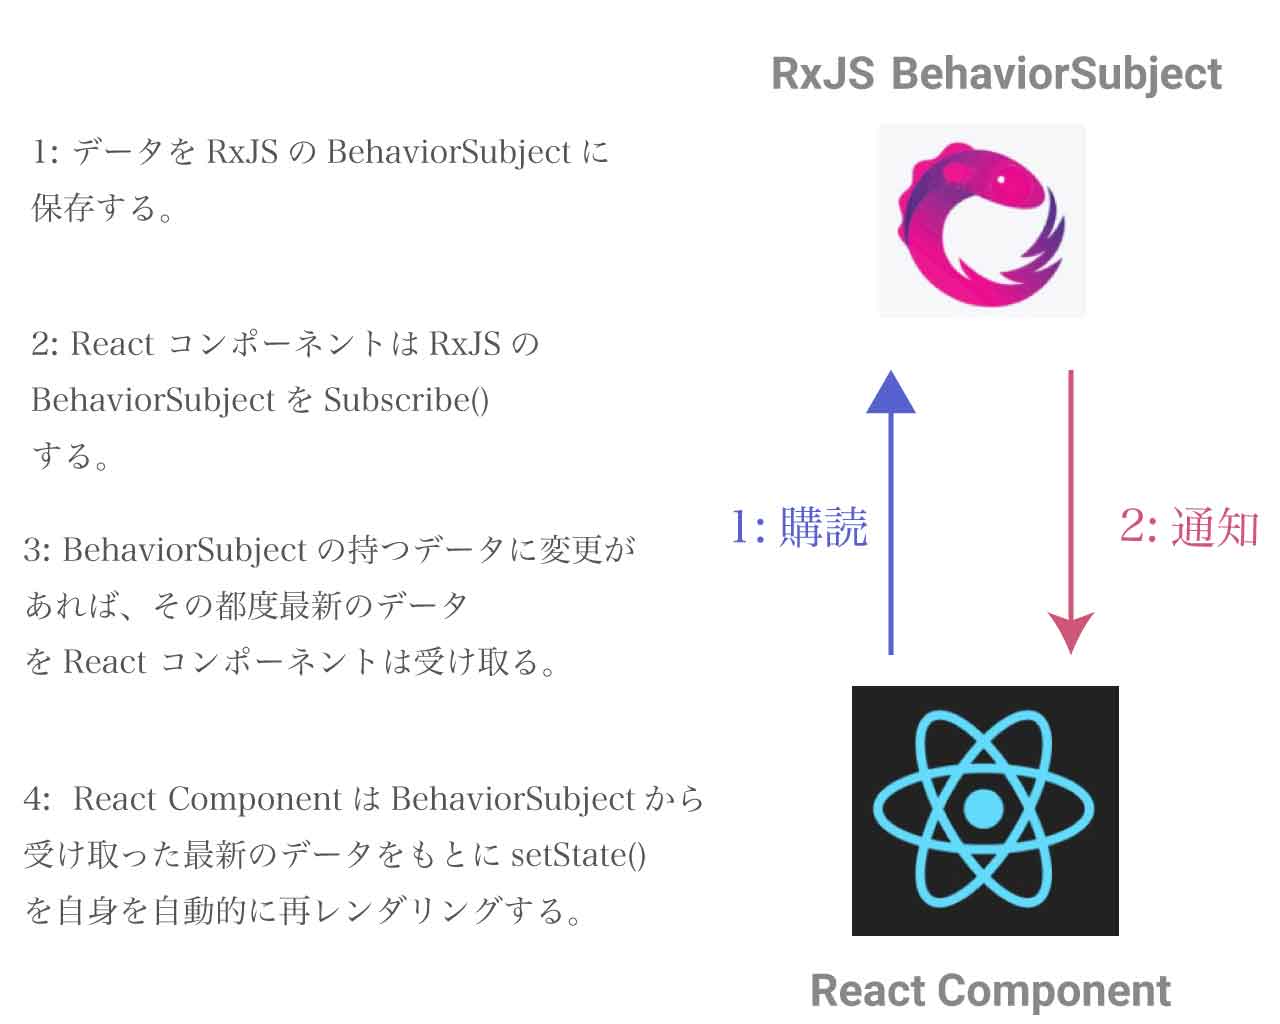 RxJS BehaviorSubject
1: データを RxJS の BehaviorSubject に
保存する。
2: React コンポーネントは RxJS の
BehaviorSubject を Subscribe()
する。
3: BehaviorSubject の持つデータに変更が
あれば、その都度最新のデータ
を React コンポーネントは受け取る。
4: React Component は BehaviorSubject から
受け取った最新のデータをもとに setState()
を自身を自動的に再レンダリングする。
1: 購読
2: 通知
React Component